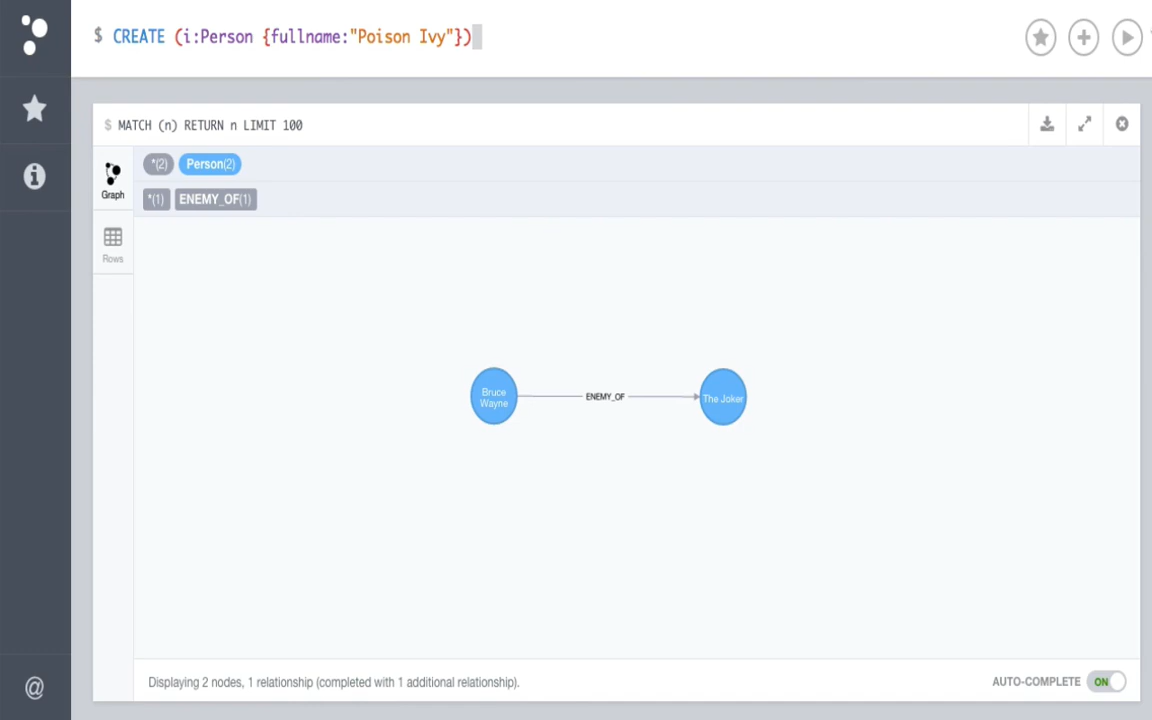 $ CREATE (i:Person {fullname:"Poison Ivy"})
$ MATCH (n) RETURN n LIMIT 100
*(2) Person(2)
Graph
*(1) ENEMY_OF(1)
Rows
Bruce
Wayne
ENEMY_OF
The Joker
Displaying 2 nodes, 1 relationship (completed with 1 additional relationship).
AUTO-COMPLETE ON
@